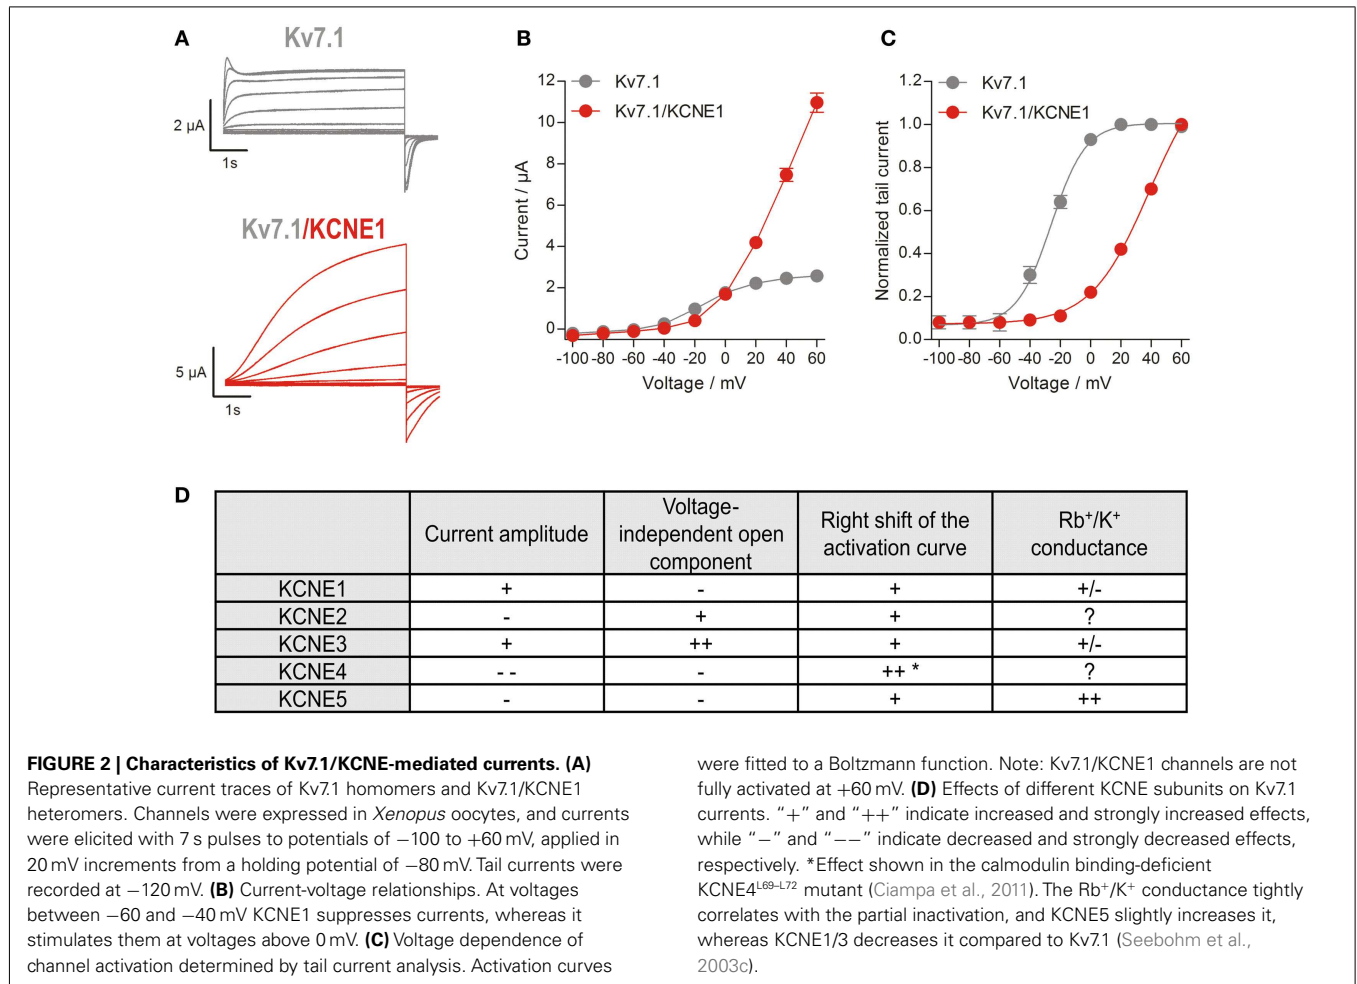 A
Kv7.1
2 µA
1s
Kv7.1/KCNE1
5 µA
1s
B
Kv7.1
Kv7.1/KCNE1
12
10
8
6
4
2
0
Current / µA
-100 -80 -60 -40 -20 0 20 40 60
Voltage / mV
C
Kv7.1
Kv7.1/KCNE1
1.2
1.0
0.8
0.6
0.4
0.2
0.0
Normalized tail current
-100 -80 -60 -40 -20 0 20 40 60
Voltage / mV
D
Current amplitude
Voltage-
independent open
component
Right shift of the
activation curve
Rb⁺/K⁺
conductance
KCNE1 + - + +/-
KCNE2 - + + ?
KCNE3 + ++ + +/-
KCNE4 - - - ++ * ?
KCNE5 - - + ++
FIGURE 2 | Characteristics of Kv7.1/KCNE-mediated currents. (A)
Representative current traces of Kv7.1 homomers and Kv7.1/KCNE1
heteromers. Channels were expressed in Xenopus oocytes, and currents
were elicited with 7 s pulses to potentials of −100 to +60 mV, applied in
20 mV increments from a holding potential of −80 mV. Tail currents were
recorded at −120 mV. (B) Current-voltage relationships. At voltages
between −60 and −40 mV KCNE1 suppresses currents, whereas it
stimulates them at voltages above 0 mV. (C) Voltage dependence of
channel activation determined by tail current analysis. Activation curves
were fitted to a Boltzmann function. Note: Kv7.1/KCNE1 channels are not
fully activated at +60 mV. (D) Effects of different KCNE subunits on Kv7.1
currents. “+” and “++” indicate increased and strongly increased effects,
while “−” and “−−” indicate decreased and strongly decreased effects,
respectively. *Effect shown in the calmodulin binding-deficient
KCNE4ᴸ⁶⁹⁻ᴸ⁷² mutant (Ciampa et al., 2011). The Rb⁺/K⁺ conductance tightly
correlates with the partial inactivation, and KCNE5 slightly increases it,
whereas KCNE1/3 decreases it compared to Kv7.1 (Seebohm et al.,
2003c).